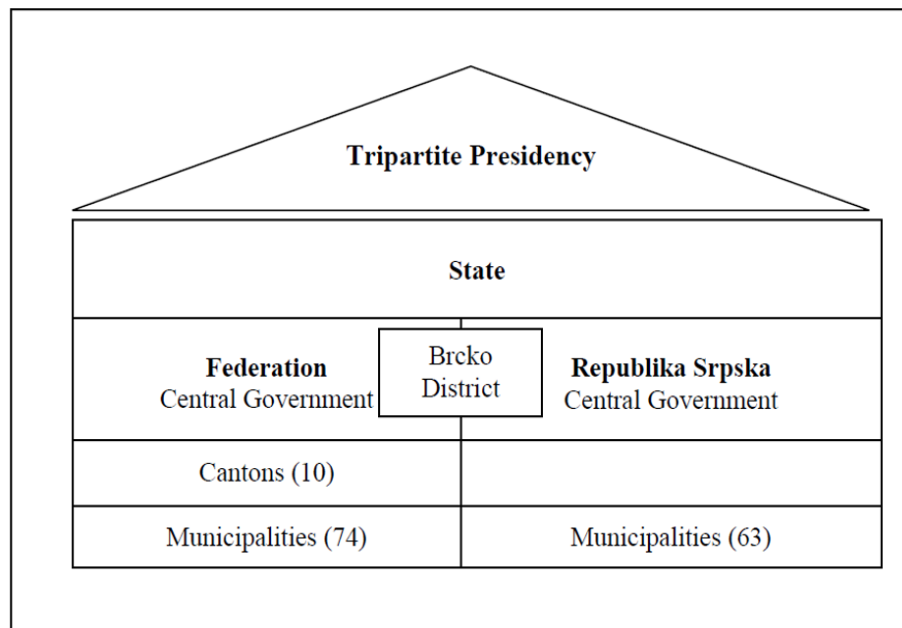 Tripartite Presidency
State
Federation
Central Government
Brcko
District
Republika Srpska
Central Government
Cantons (10)
Municipalities (74)
Municipalities (63)